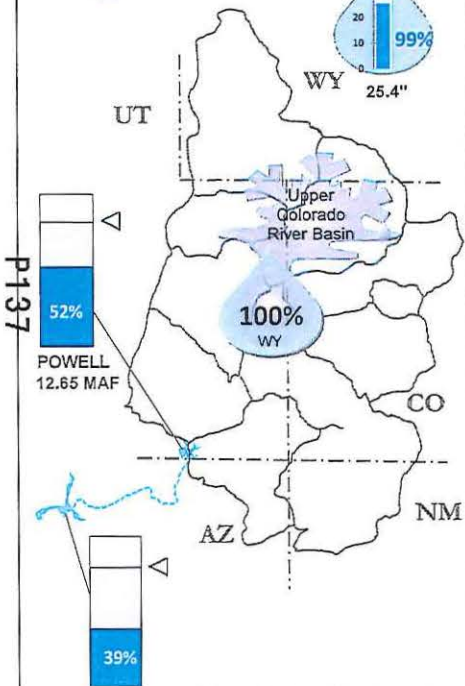 20
10
0
99%
25.4"
WY
UT
Upper
Colorado
River Basin
100%
WY
52%
POWELL
12.65 MAF
P137
CO
AZ
NM
39%